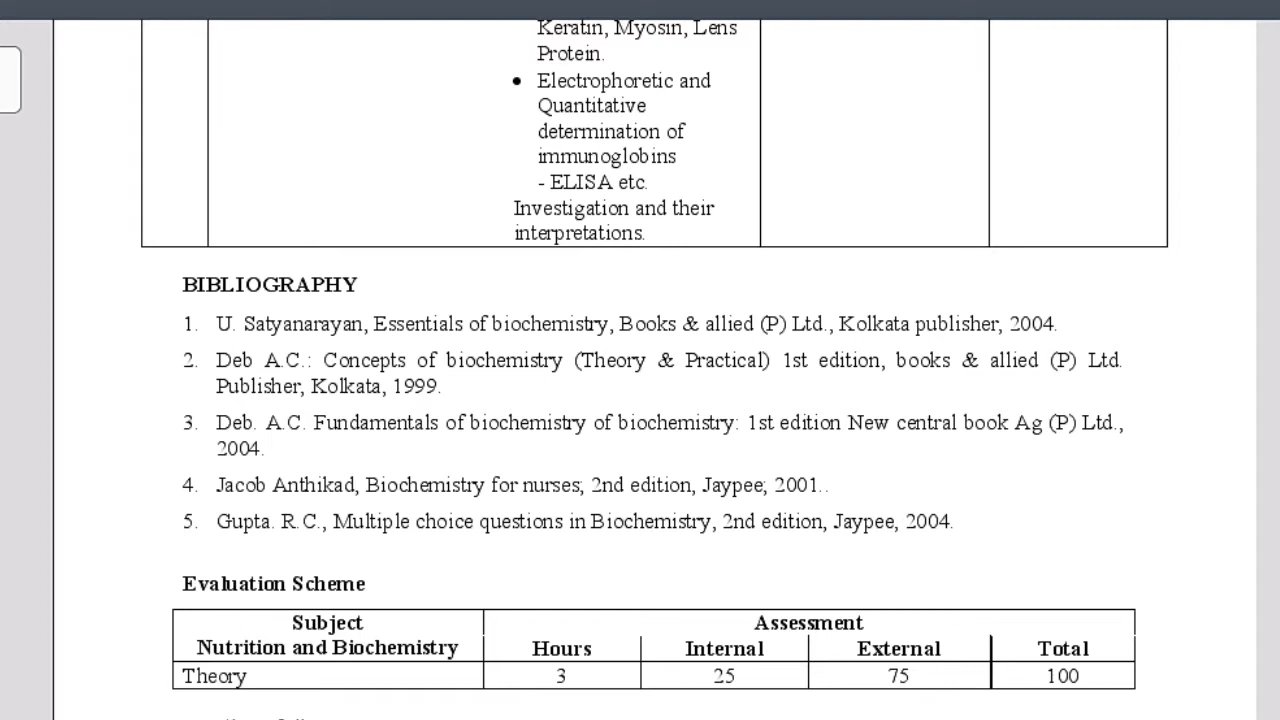 Keratin, Myosin, Lens
Protein.
• Electrophoretic and
Quantitative
determination of
immunoglobins
- ELISA etc.
Investigation and their
interpretations.
BIBLIOGRAPHY
1. U. Satyanarayan, Essentials of biochemistry, Books & allied (P) Ltd., Kolkata publisher, 2004.
2. Deb A.C.: Concepts of biochemistry (Theory & Practical) 1st edition, books & allied (P) Ltd.
Publisher, Kolkata, 1999.
3. Deb. A.C. Fundamentals of biochemistry of biochemistry: 1st edition New central book Ag (P) Ltd.,
2004.
4. Jacob Anthikad, Biochemistry for nurses; 2nd edition, Jaypee; 2001..
5. Gupta. R.C., Multiple choice questions in Biochemistry, 2nd edition, Jaypee, 2004.
Evaluation Scheme
Subject Assessment
Nutrition and Biochemistry Hours Internal External Total
Theory 3 25 75 100